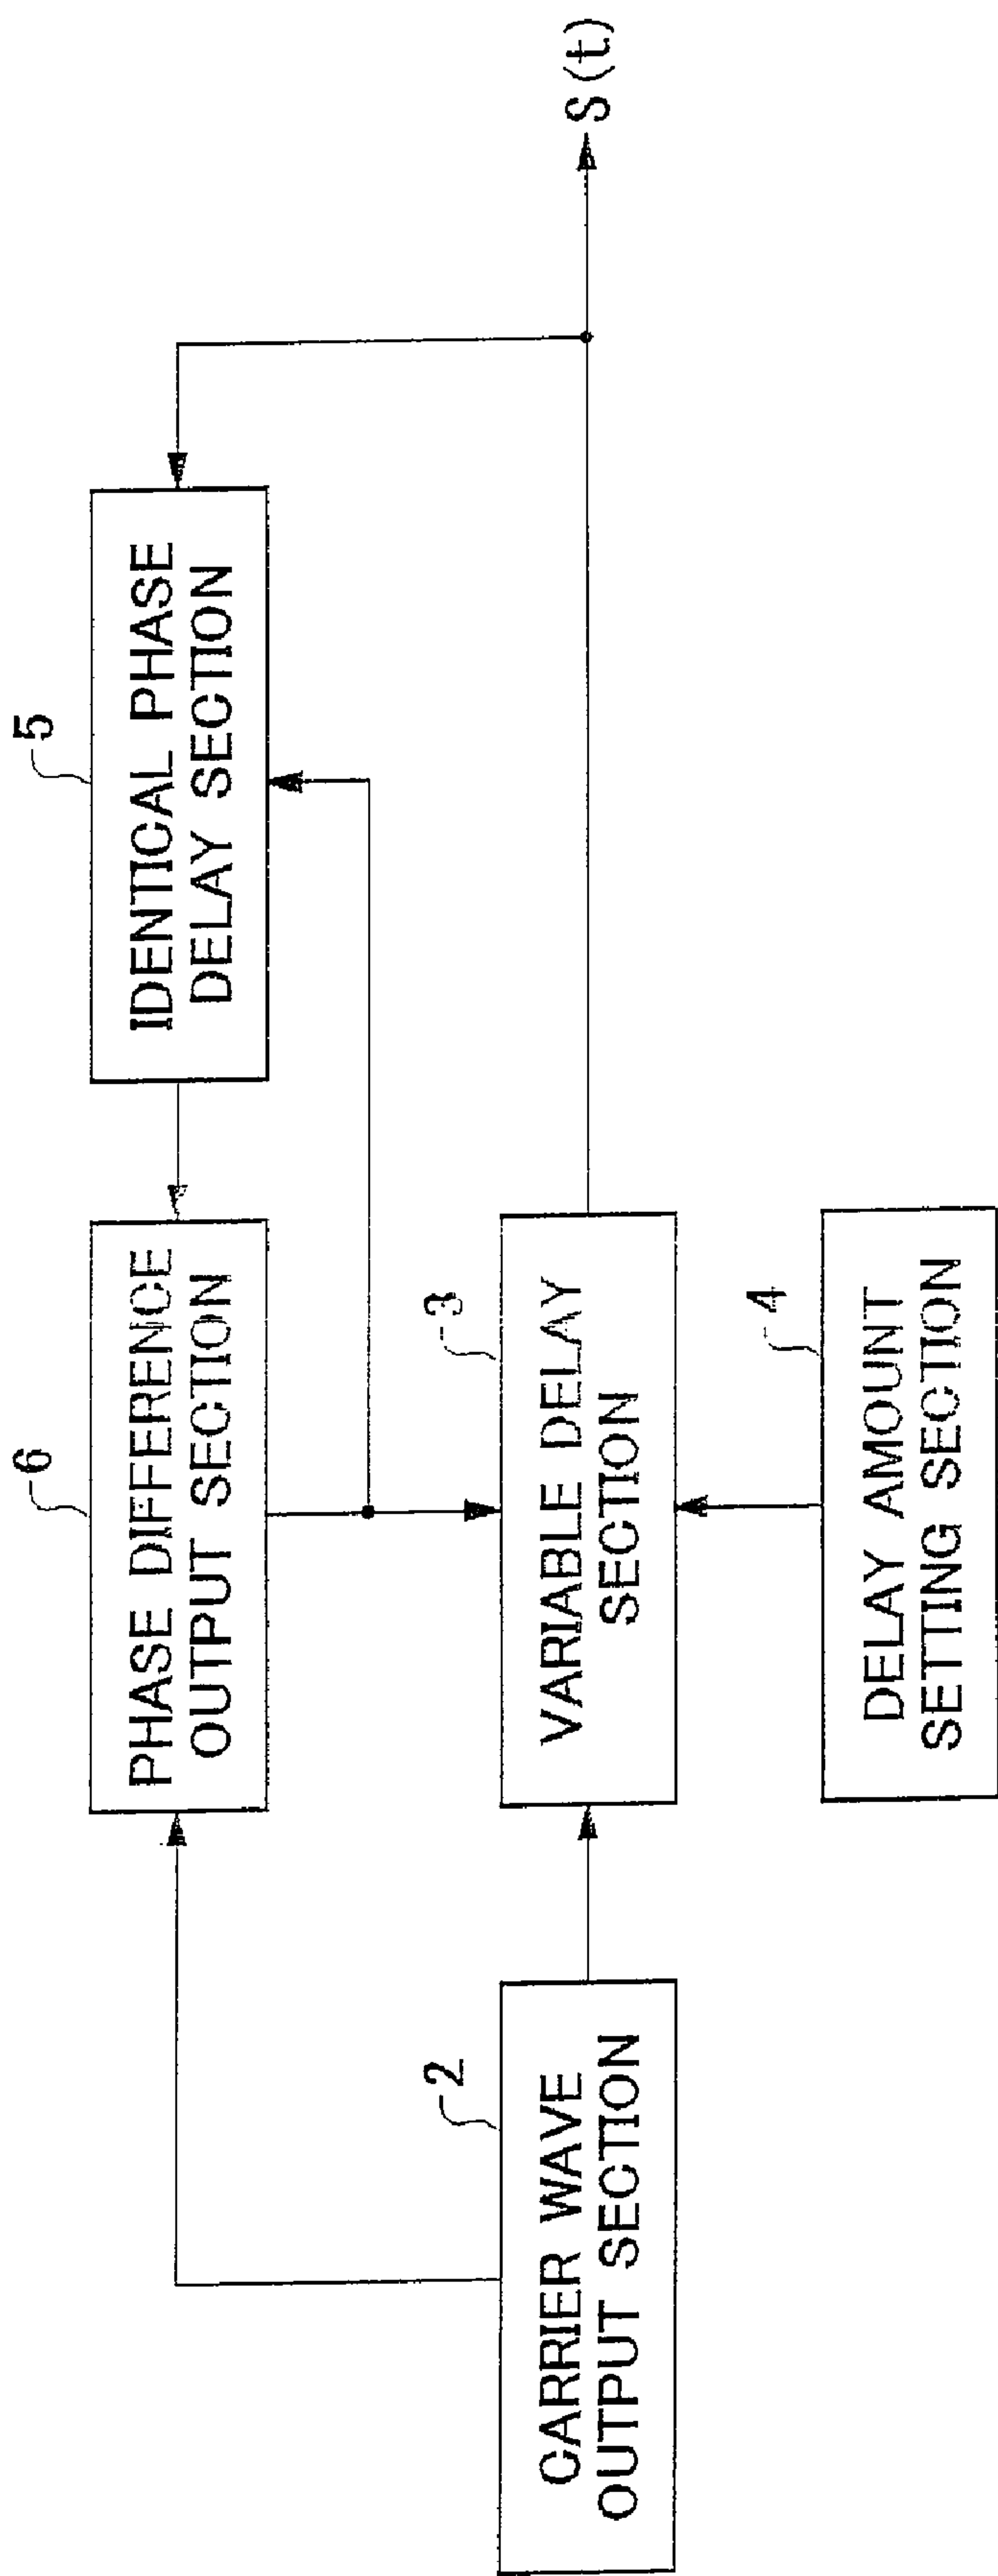 6
PHASE DIFFERENCE
OUTPUT SECTION
5
IDENTICAL PHASE
DELAY SECTION
2
CARRIER WAVE
OUTPUT SECTION
3
VARIABLE DELAY
SECTION
S(t)
4
DELAY AMOUNT
SETTING SECTION